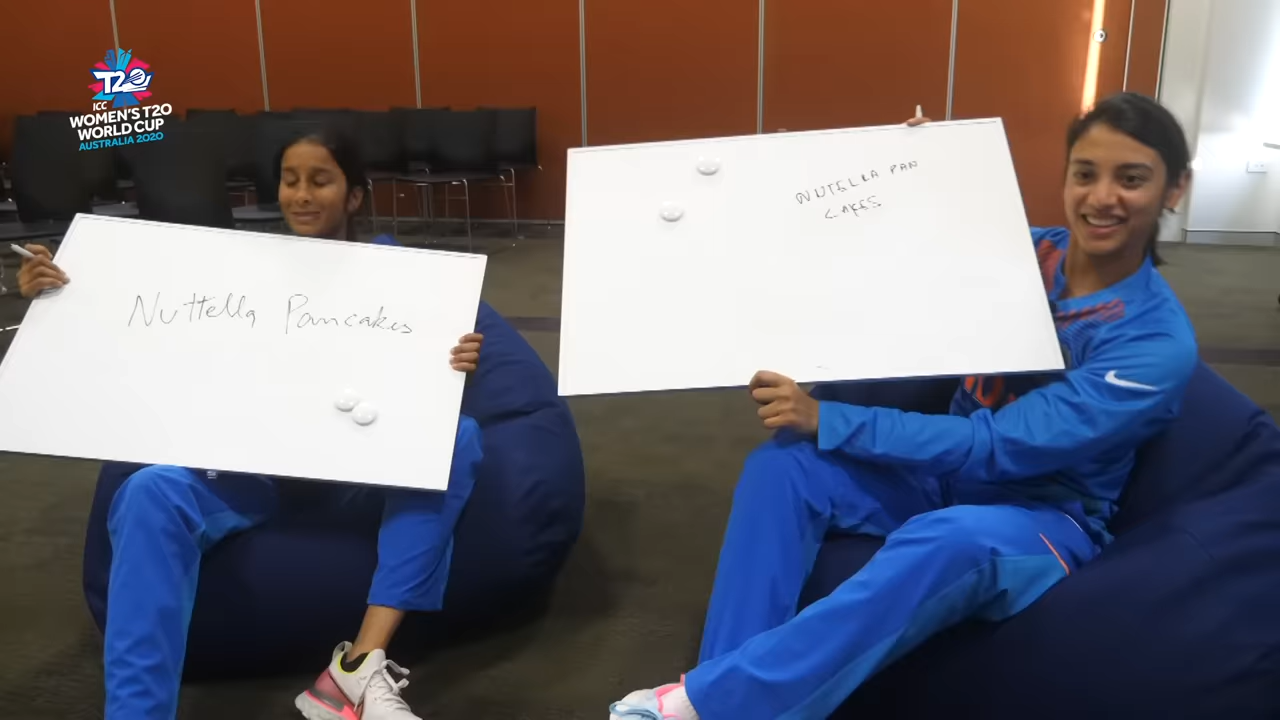 T20
ICC
WOMEN'S T20
WORLD CUP
AUSTRALIA 2020
Nuttella Pancakes
NUTELLA PAN
CAKES